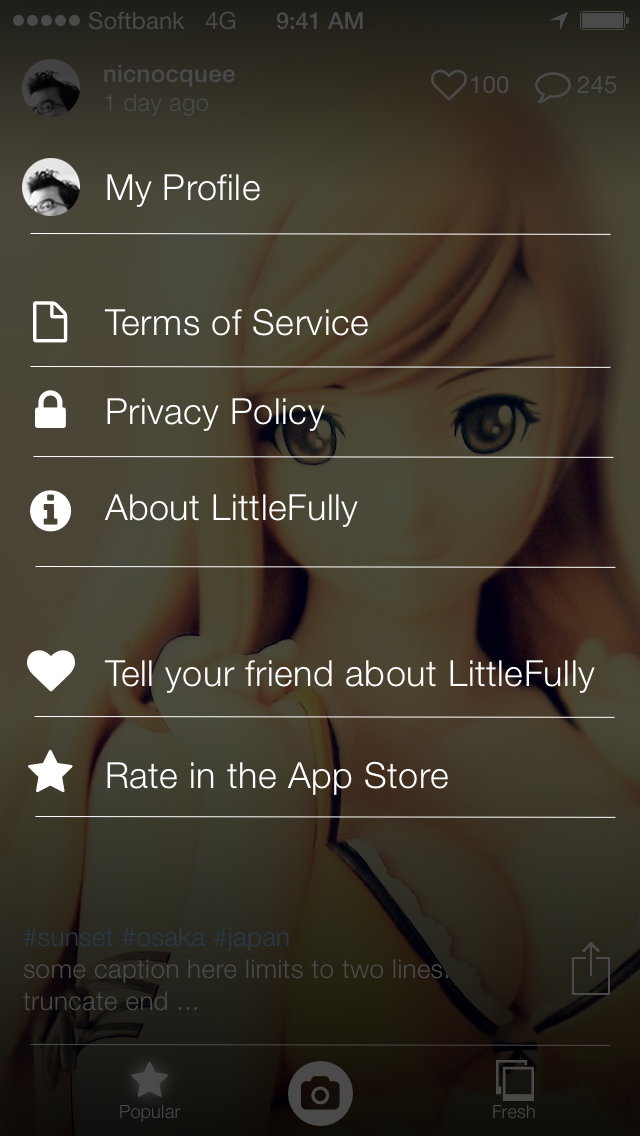 Softbank 4G 9:41 AM
nicnocquee
1 day ago
100
245
My Profile
Terms of Service
Privacy Policy
About LittleFully
Tell your friend about LittleFully
Rate in the App Store
#sunset #osaka #japan
some caption here limits to two lines.
truncate end ...
Popular
Fresh